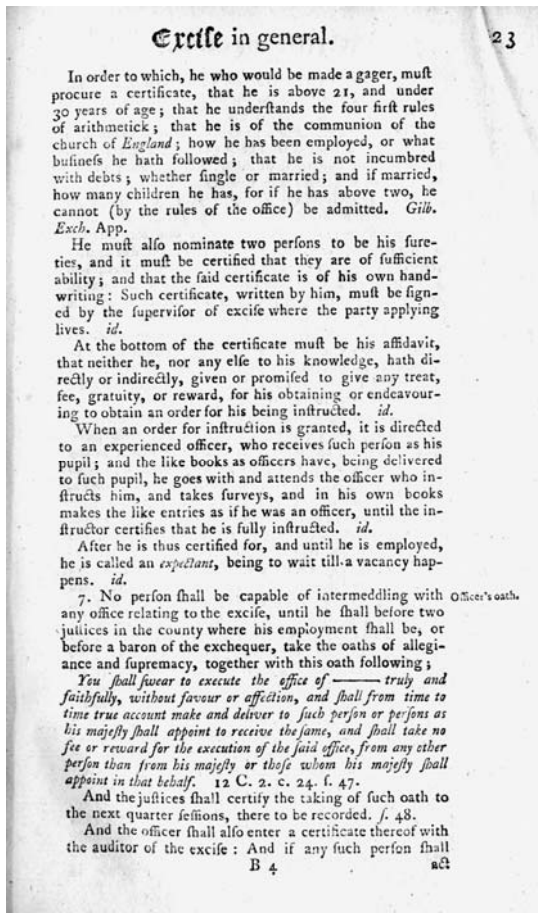 Exciſe in general. 23
In order to which, he who would be made a gager, muſt
procure a certificate, that he is above 21, and under
30 years of age; that he underſtands the four firſt rules
of arithmetick; that he is of the communion of the
church of England; how he has been employed, or what
buſineſs he hath followed; that he is not incumbred
with debts; whether ſingle or married; and if married,
how many children he has, for if he has above two, he
cannot (by the rules of the office) be admitted. Gilb.
Exch. App.
He muſt alſo nominate two perſons to be his ſure-
ties, and it muſt be certified that they are of ſufficient
ability; and that the ſaid certificate is of his own hand-
writing: Such certificate, written by him, muſt be ſign-
ed by the ſuperviſor of exciſe where the party applying
lives. id.
At the bottom of the certificate muſt be his affidavit,
that neither he, nor any elſe to his knowledge, hath di-
rectly or indirectly, given or promiſed to give any treat,
fee, gratuity, or reward, for his obtaining or endeavour-
ing to obtain an order for his being inſtructed. id.
When an order for inſtruction is granted, it is directed
to an experienced officer, who receives ſuch perſon as his
pupil; and the like books as officers have, being delivered
to ſuch pupil, he goes with and attends the officer who in-
ſtructs him, and takes ſurveys, and in his own books
makes the like entries as if he was an officer, until the in-
ſtructor certifies that he is fully inſtructed. id.
After he is thus certified for, and until he is employed,
he is called an expectant, being to wait till a vacancy hap-
pens. id.
7. No perſon ſhall be capable of intermeddling with Officer's oath.
any office relating to the exciſe, until he ſhall before two
juſtices in the county where his employment ſhall be, or
before a baron of the exchequer, take the oaths of allegi-
ance and ſupremacy, together with this oath following;
You ſhall ſwear to execute the office of ——— truly and
faithfully, without favour or affection, and ſhall from time to
time true account make and deliver to ſuch perſon or perſons as
his majeſty ſhall appoint to receive the ſame, and ſhall take no
fee or reward for the execution of the ſaid office, from any other
perſon than from his majeſty or thoſe whom his majeſty ſhall
appoint in that behalf. 12 C. 2. c. 24. ſ. 47.
And the juſtices ſhall certify the taking of ſuch oath to
the next quarter ſeſſions, there to be recorded. ſ. 48.
And the officer ſhall alſo enter a certificate thereof with
the auditor of the exciſe: And if any ſuch perſon ſhall
B 4 act